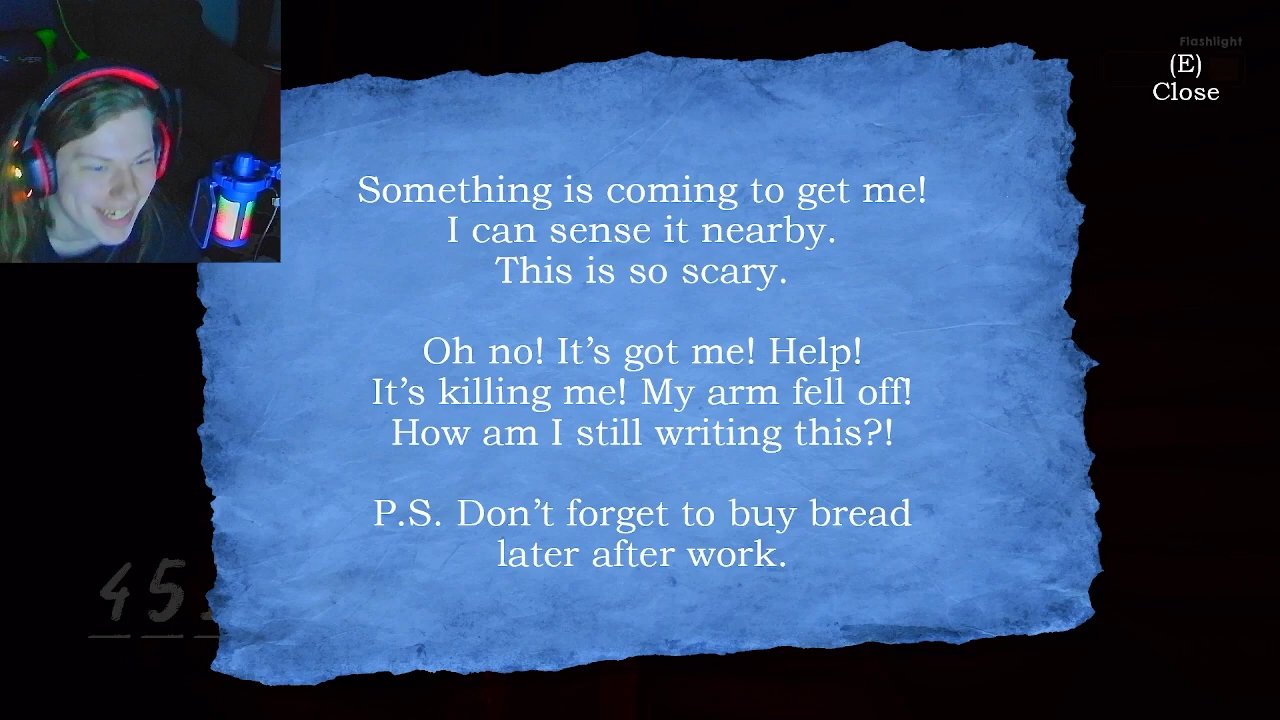 Flashlight
(E)
Close
Something is coming to get me!
I can sense it nearby.
This is so scary.
Oh no! It's got me! Help!
It's killing me! My arm fell off!
How am I still writing this?!
P.S. Don't forget to buy bread
later after work.
45